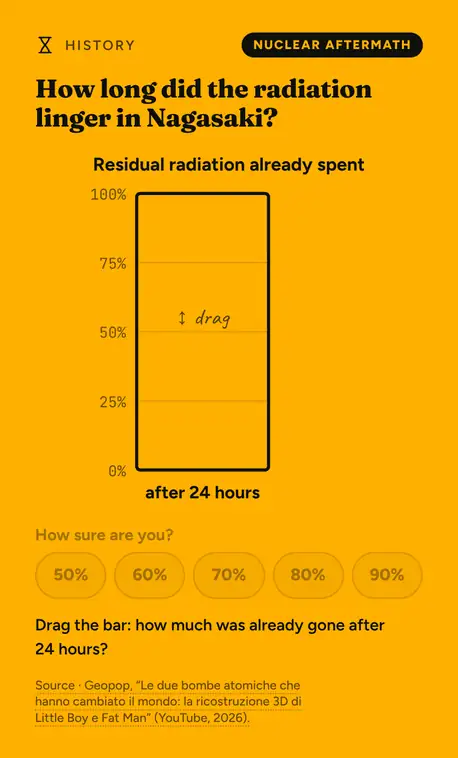 HISTORY
NUCLEAR AFTERMATH
How long did the radiation
linger in Nagasaki?
Residual radiation already spent
100%
75%
↕ drag
50%
25%
0%
after 24 hours
How sure are you?
50%
60%
70%
80%
90%
Drag the bar: how much was already gone after
24 hours?
Source · Geopop, “Le due bombe atomiche che
hanno cambiato il mondo: la ricostruzione 3D di
Little Boy e Fat Man” (YouTube, 2026).